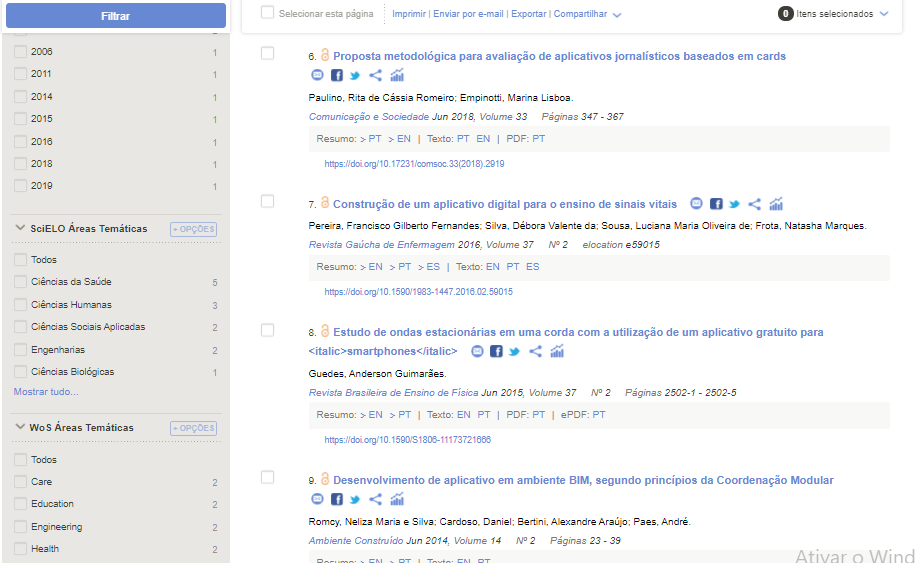 Filtrar
2006 1
2011 1
2014 1
2015 1
2016 1
2018 1
2019 1
SciELO Áreas Temáticas + OPÇÕES
Todos
Ciências da Saúde 5
Ciências Humanas 3
Ciências Sociais Aplicadas 2
Engenharias 2
Ciências Biológicas 1
Mostrar tudo...
WoS Áreas Temáticas + OPÇÕES
Todos
Care 2
Education 2
Engineering 2
Health 2
Selecionar esta página Imprimir | Enviar por e-mail | Exportar | Compartilhar 0 Itens selecionados
6. Proposta metodológica para avaliação de aplicativos jornalísticos baseados em cards
Paulino, Rita de Cássia Romeiro; Empinotti, Marina Lisboa.
Comunicação e Sociedade Jun 2018, Volume 33 Páginas 347 - 367
Resumo: > PT > EN | Texto: PT EN | PDF: PT
https://doi.org/10.17231/comsoc.33(2018).2919
7. Construção de um aplicativo digital para o ensino de sinais vitais
Pereira, Francisco Gilberto Fernandes; Silva, Débora Valente da; Sousa, Luciana Maria Oliveira de; Frota, Natasha Marques.
Revista Gaúcha de Enfermagem 2016, Volume 37 Nº 2 elocation e59015
Resumo: > EN > PT > ES | Texto: EN PT ES
https://doi.org/10.1590/1983-1447.2016.02.59015
8. Estudo de ondas estacionárias em uma corda com a utilização de um aplicativo gratuito para
<italic>smartphones</italic>
Guedes, Anderson Guimarães.
Revista Brasileira de Ensino de Física Jun 2015, Volume 37 Nº 2 Páginas 2502-1 - 2502-5
Resumo: > EN > PT | Texto: EN PT | PDF: PT | ePDF: PT
https://doi.org/10.1590/S1806-11173721666
9. Desenvolvimento de aplicativo em ambiente BIM, segundo princípios da Coordenação Modular
Romcy, Neliza Maria e Silva; Cardoso, Daniel; Bertini, Alexandre Araújo; Paes, André.
Ambiente Construído Jun 2014, Volume 14 Nº 2 Páginas 23 - 39
Resumo: > EN > PT | Texto: EN PT
Ativar o Wind